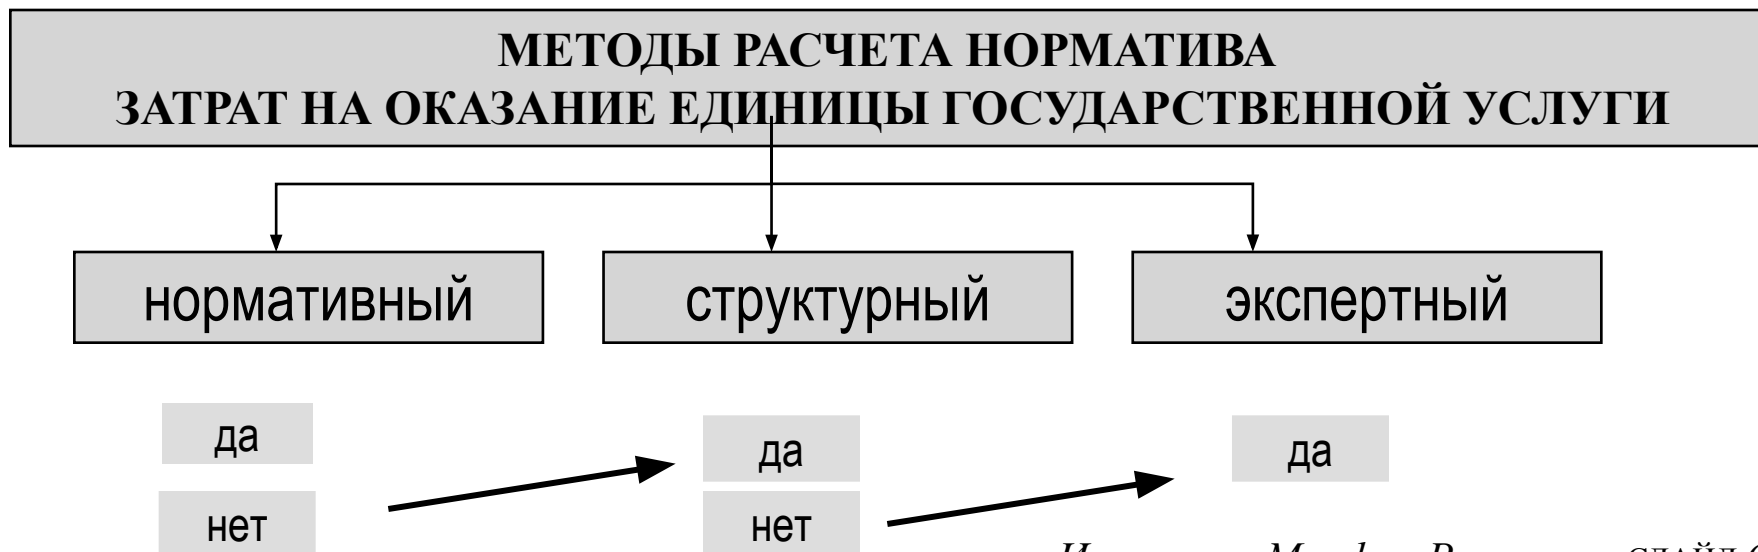 МЕТОДЫ РАСЧЕТА НОРМАТИВА
ЗАТРАТ НА ОКАЗАНИЕ ЕДИНИЦЫ ГОСУДАРСТВЕННОЙ УСЛУГИ
нормативный структурный экспертный
да да да
нет нет